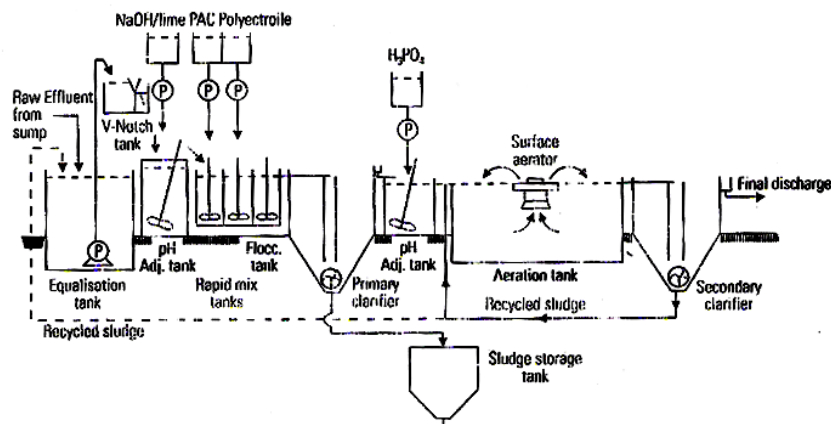 NaOH/lime PAC Polyectroile
H₃PO₄
Raw Effluent
from
sump
V-Notch
tank
Surface
aerator
Final discharge
P
P
P
P
P
pH
Adj. tank
Flocc.
tank
Rapid mix
tanks
Equalisation
tank
Primary
clarifier
pH
Adj. tank
Aeration tank
Secondary
clarifier
Recycled sludge
Recycled sludge
Sludge storage
tank